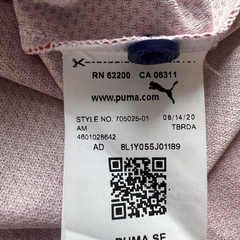 RN 62200 CA 06311
www.puma.com
STYLE NO. 705025-01 08/14/20
AM TBRDA
4601028642
AD 8L1Y055J01189
PUMA SE